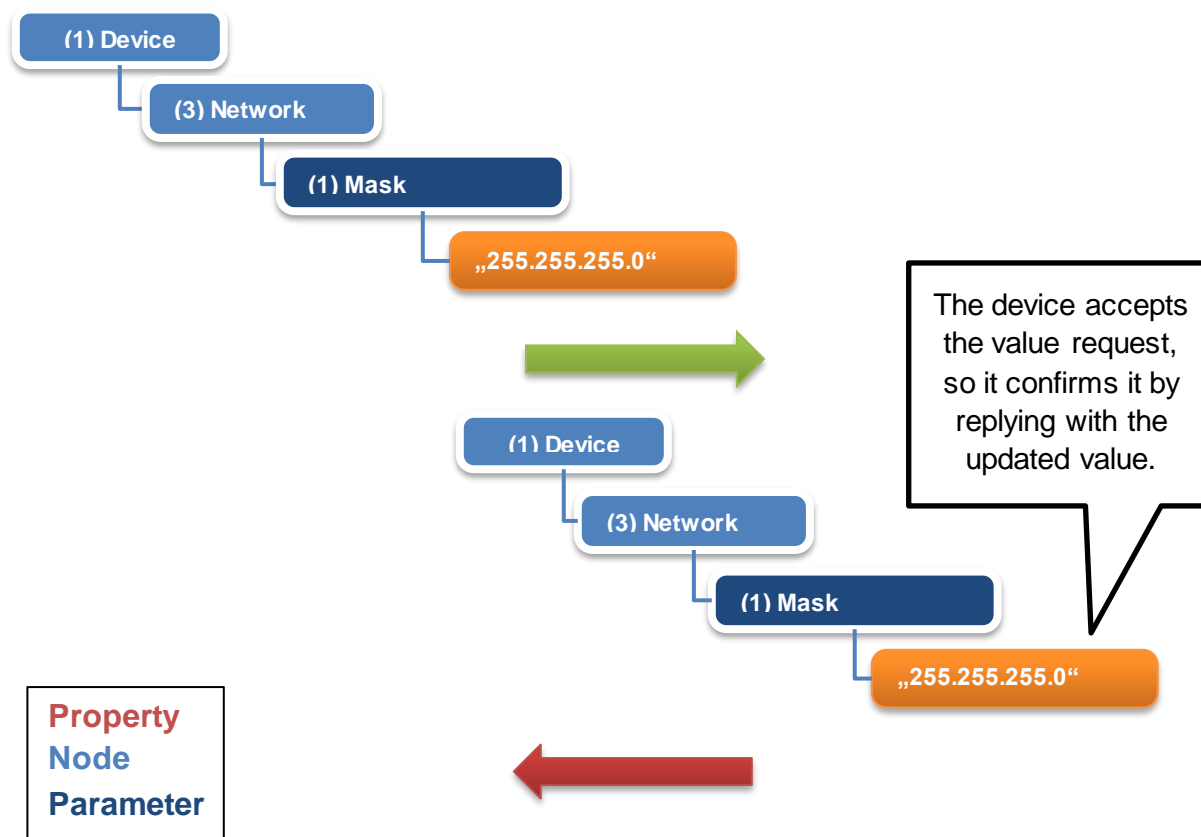 (1) Device
(3) Network
(1) Mask
„255.255.255.0“
The device accepts
the value request,
so it confirms it by
replying with the
updated value.
(1) Device
(3) Network
(1) Mask
„255.255.255.0“
Property
Node
Parameter